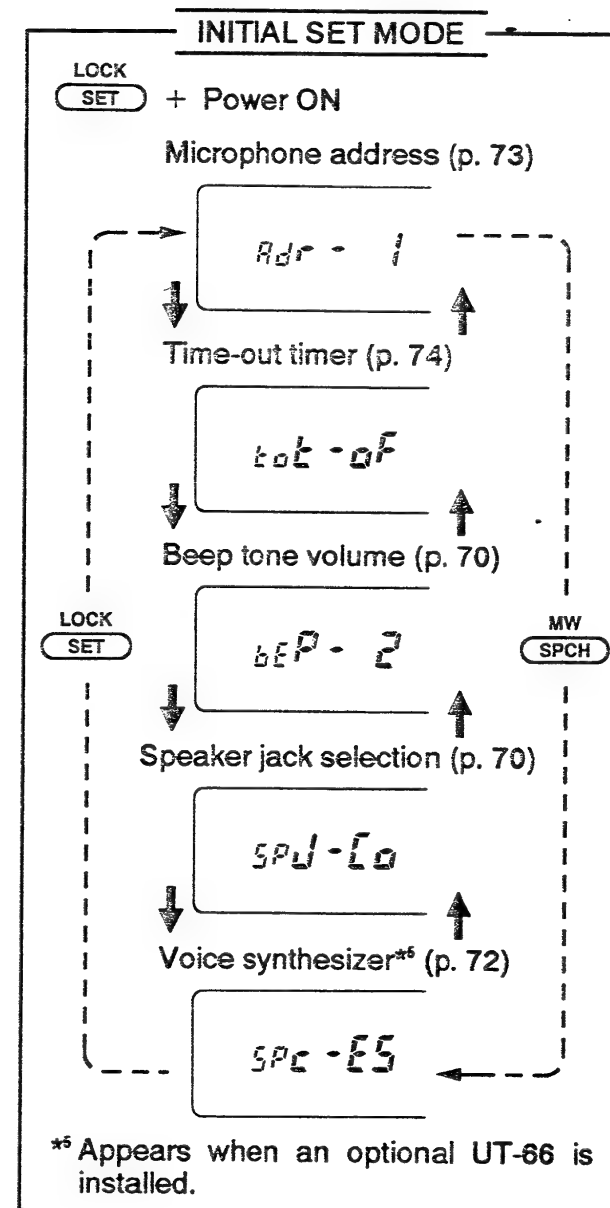 INITIAL SET MODE
LOCK
SET + Power ON
Microphone address (p. 73)
Adr - 1
Time-out timer (p. 74)
tot - oF
Beep tone volume (p. 70)
LOCK
SET
bEP - 2
MW
SPCH
Speaker jack selection (p. 70)
SPJ - Co
Voice synthesizer*5 (p. 72)
SPc - ES
*5 Appears when an optional UT-66 is
installed.